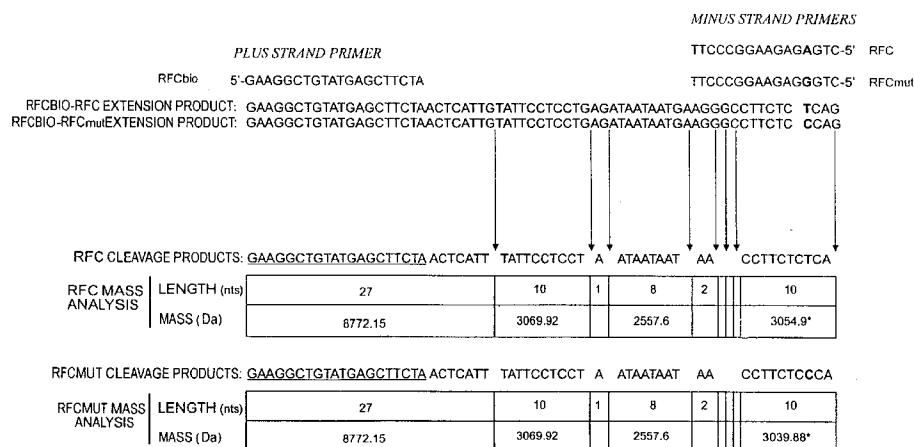 MINUS STRAND PRIMERS
TTCCCGGAAGAGAGTC-5' RFC
PLUS STRAND PRIMER
RFCbio 5'-GAAGGCTGTATGAGCTTCTA
TTCCCGGAAGAGGGTC-5' RFCmut
RFCBIO-RFC EXTENSION PRODUCT: GAAGGCTGTATGAGCTTCTAACTCATTGTATTCCTCCTGAGATAATAATGAAGGGCCTTCTC TCAG
RFCBIO-RFCmutEXTENSION PRODUCT: GAAGGCTGTATGAGCTTCTAACTCATTGTATTCCTCCTGAGATAATAATGAAGGGCCTTCTC CCAG
RFC CLEAVAGE PRODUCTS: GAAGGCTGTATGAGCTTCTA ACTCATT TATTCCTCCT A ATAATAAT AA CCTTCTCTCA
RFC MASS ANALYSIS
LENGTH (nts) 27 10 1 8 2 10
MASS (Da) 8772.15 3069.92 2557.6 3054.9*
RFCMUT CLEAVAGE PRODUCTS: GAAGGCTGTATGAGCTTCTA ACTCATT TATTCCTCCT A ATAATAAT AA CCTTCTCCCA
RFCMUT MASS ANALYSIS
LENGTH (nts) 27 10 1 8 2 10
MASS (Da) 8772.15 3069.92 2557.6 3039.88*